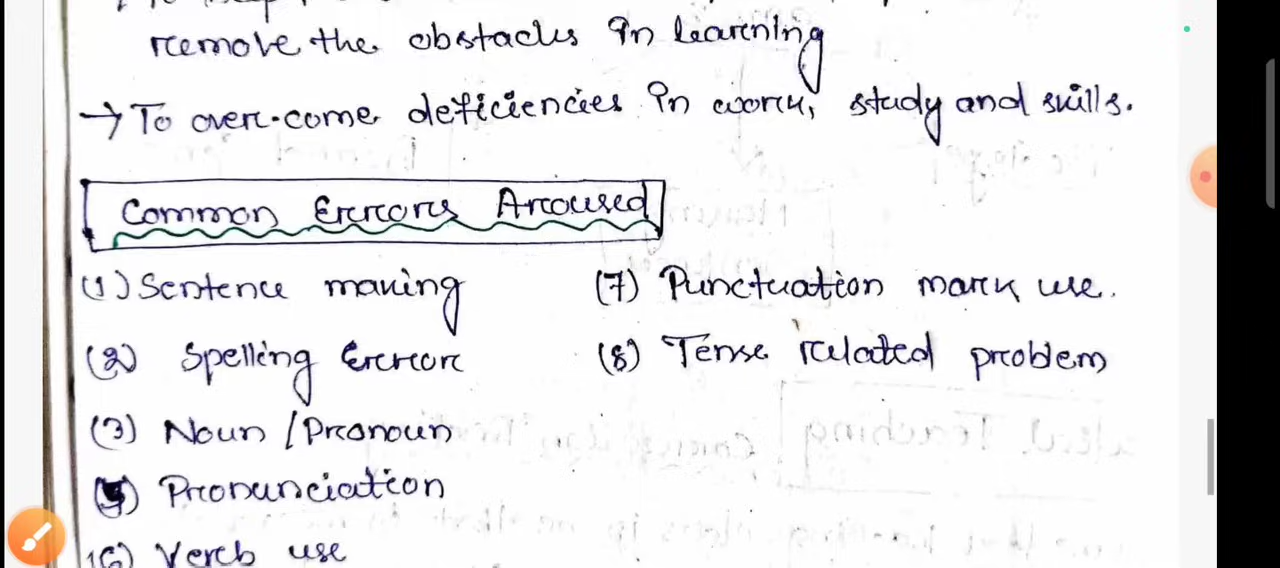 remove the obstacles in learning
→ To over-come deficiencies in work, study and skills.
Common Errors Aroused
(1) Sentence making
(2) Spelling Error
(3) Noun / Pronoun
Pronunciation
(6) Verb use
(7) Punctuation mark use.
(8) Tense related problem